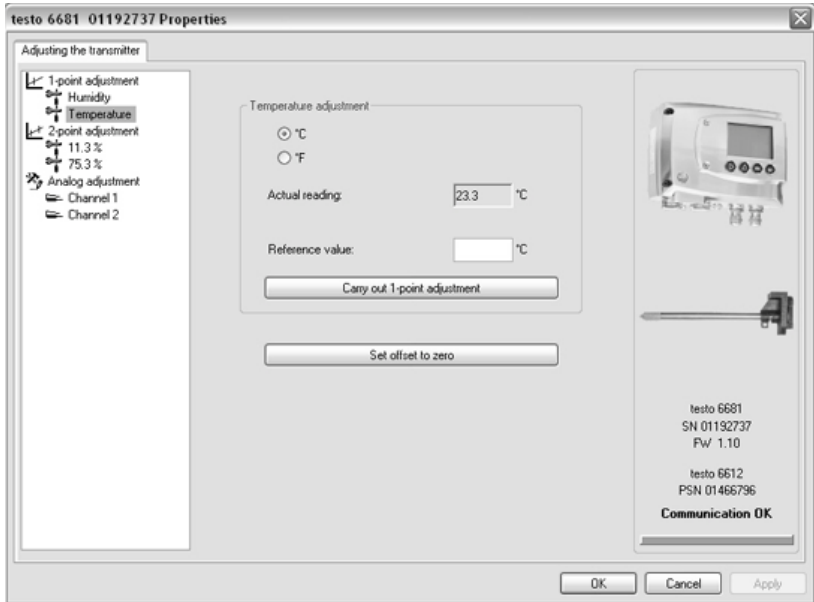 testo 6681 01192737 Properties
Adjusting the transmitter
1-point adjustment
Humidity
Temperature
2-point adjustment
11.3 %
75.3 %
Analog adjustment
Channel 1
Channel 2
Temperature adjustment
°C
°F
Actual reading: 23.3 °C
Reference value: °C
Carry out 1-point adjustment
Set offset to zero
testo 6681
SN 01192737
FW 1.10
testo 6612
PSN 01466796
Communication OK
OK Cancel Apply